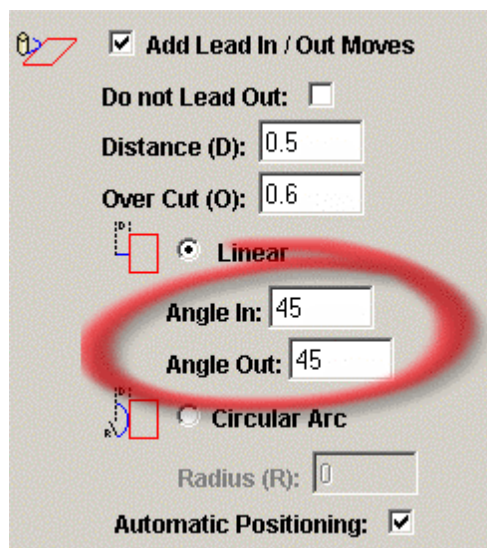 Add Lead In / Out Moves
Do not Lead Out:
Distance (D): 0.5
Over Cut (O): 0.6
D
Linear
Angle In: 45
Angle Out: 45
D
R
Circular Arc
Radius (R): 0
Automatic Positioning: